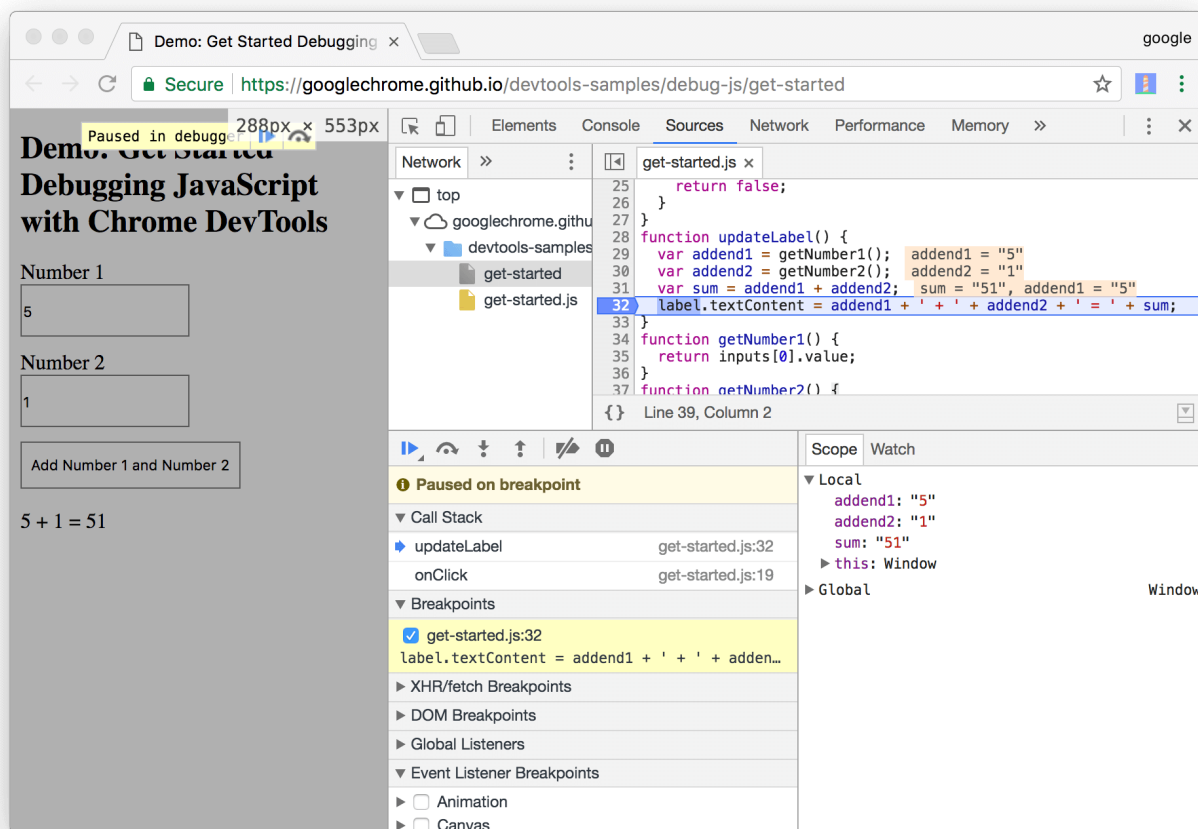 Demo: Get Started Debugging
google
Secure
https://googlechrome.github.io/devtools-samples/debug-js/get-started
Paused in debugger
288px × 553px
Demo: Get Started
Debugging JavaScript
with Chrome DevTools
Number 1
5
Number 2
1
Add Number 1 and Number 2
5 + 1 = 51
Elements Console Sources Network Performance Memory »
Network »
top
googlechrome.githu
devtools-samples
get-started
get-started.js
get-started.js ×
25 return false;
26 }
27 }
28 function updateLabel() {
29 var addend1 = getNumber1(); addend1 = "5"
30 var addend2 = getNumber2(); addend2 = "1"
31 var sum = addend1 + addend2; sum = "51", addend1 = "5"
32 label.textContent = addend1 + ' + ' + addend2 + ' = ' + sum;
33 }
34 function getNumber1() {
35 return inputs[0].value;
36 }
37 function getNumber2() {
{ } Line 39, Column 2
Paused on breakpoint
Call Stack
updateLabel get-started.js:32
onClick get-started.js:19
Breakpoints
get-started.js:32
label.textContent = addend1 + ' + ' + adden…
XHR/fetch Breakpoints
DOM Breakpoints
Global Listeners
Event Listener Breakpoints
Animation
Canvas
Scope Watch
Local
addend1: "5"
addend2: "1"
sum: "51"
this: Window
Global Window